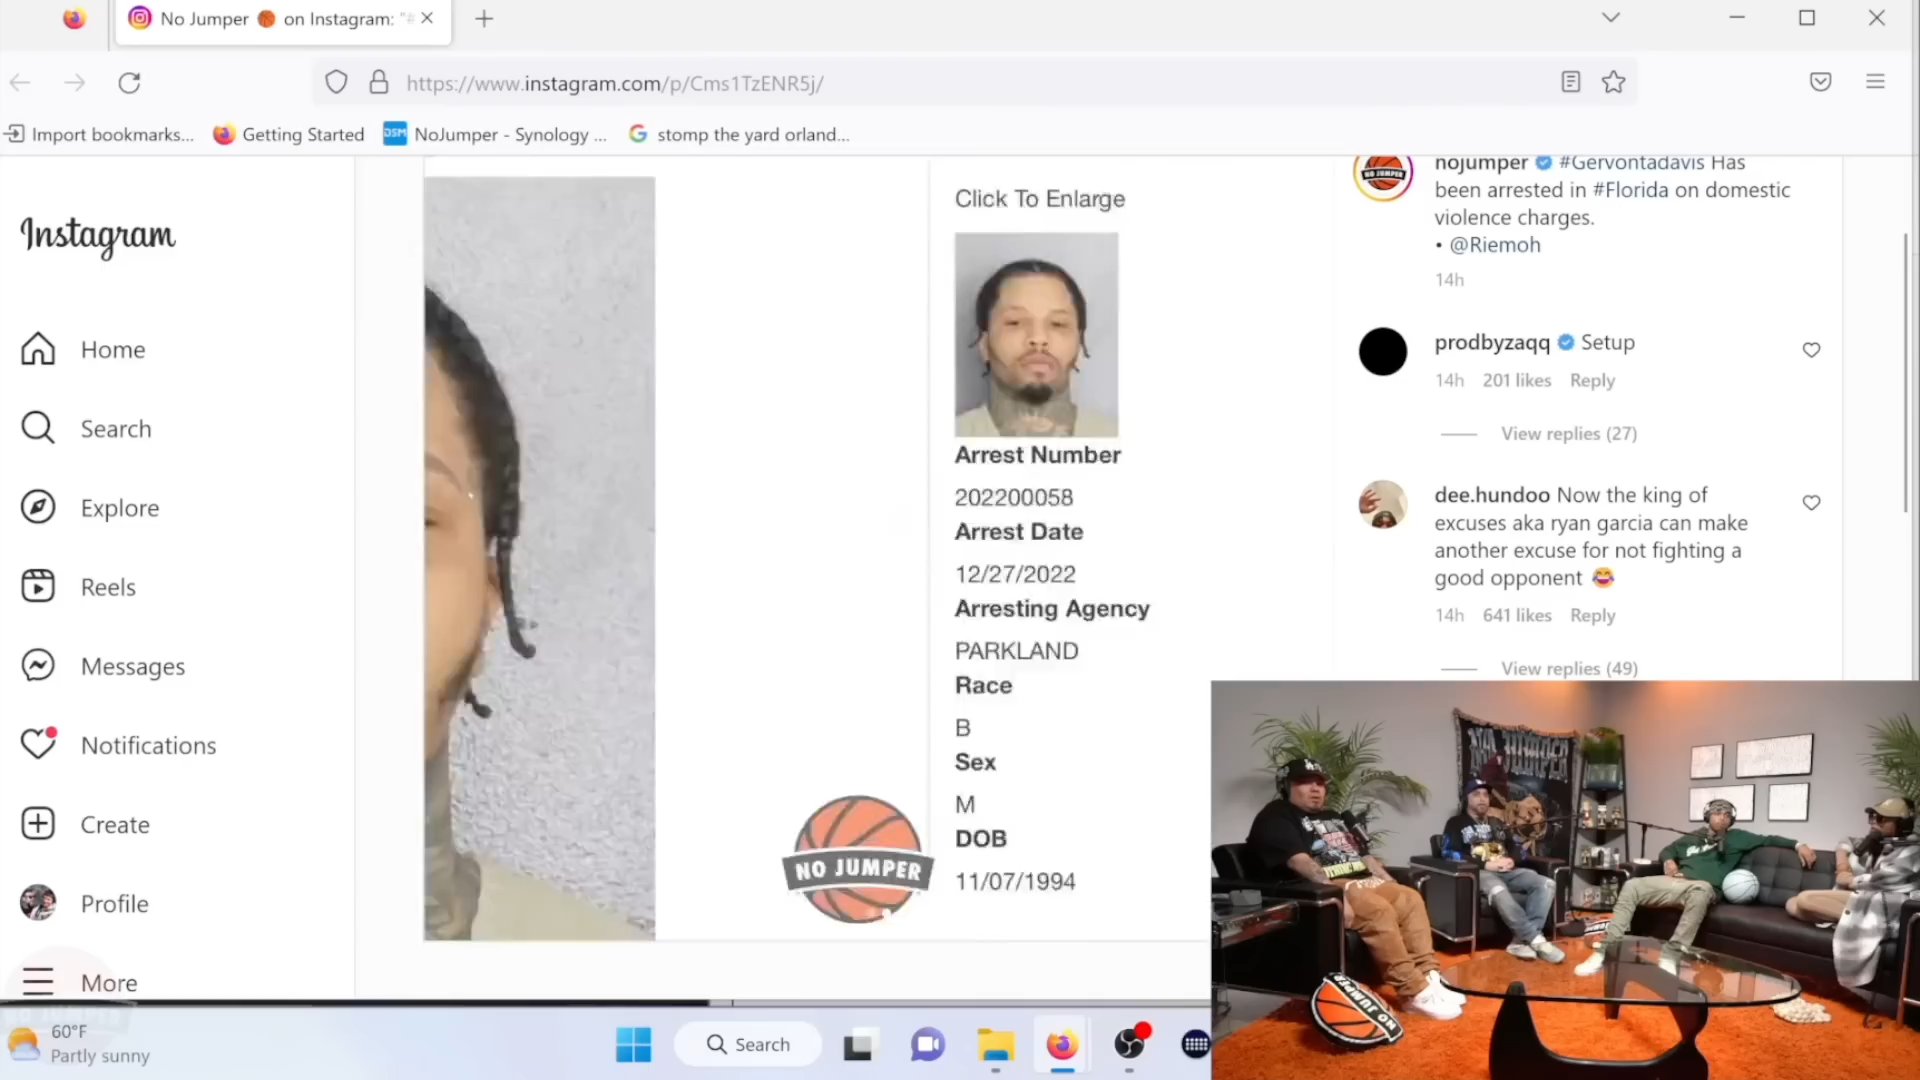 No Jumper 🏀 on Instagram: "#
https://www.instagram.com/p/Cms1TzENR5j/
Import bookmarks...
Getting Started
DSM
NoJumper - Synology ...
stomp the yard orland...
Instagram
Home
Search
Explore
Reels
Messages
Notifications
Create
Profile
More
Click To Enlarge
Arrest Number
202200058
Arrest Date
12/27/2022
Arresting Agency
PARKLAND
Race
B
Sex
M
DOB
11/07/1994
NO JUMPER
NO JUMPER
nojumper #Gervontadavis Has
been arrested in #Florida on domestic
violence charges.
• @Riemoh
14h
prodbyzaqq Setup
14h 201 likes Reply
View replies (27)
dee.hundoo Now the king of
excuses aka ryan garcia can make
another excuse for not fighting a
good opponent 😂
14h 641 likes Reply
View replies (49)
NO JUMPER
60°F
Partly sunny
Search